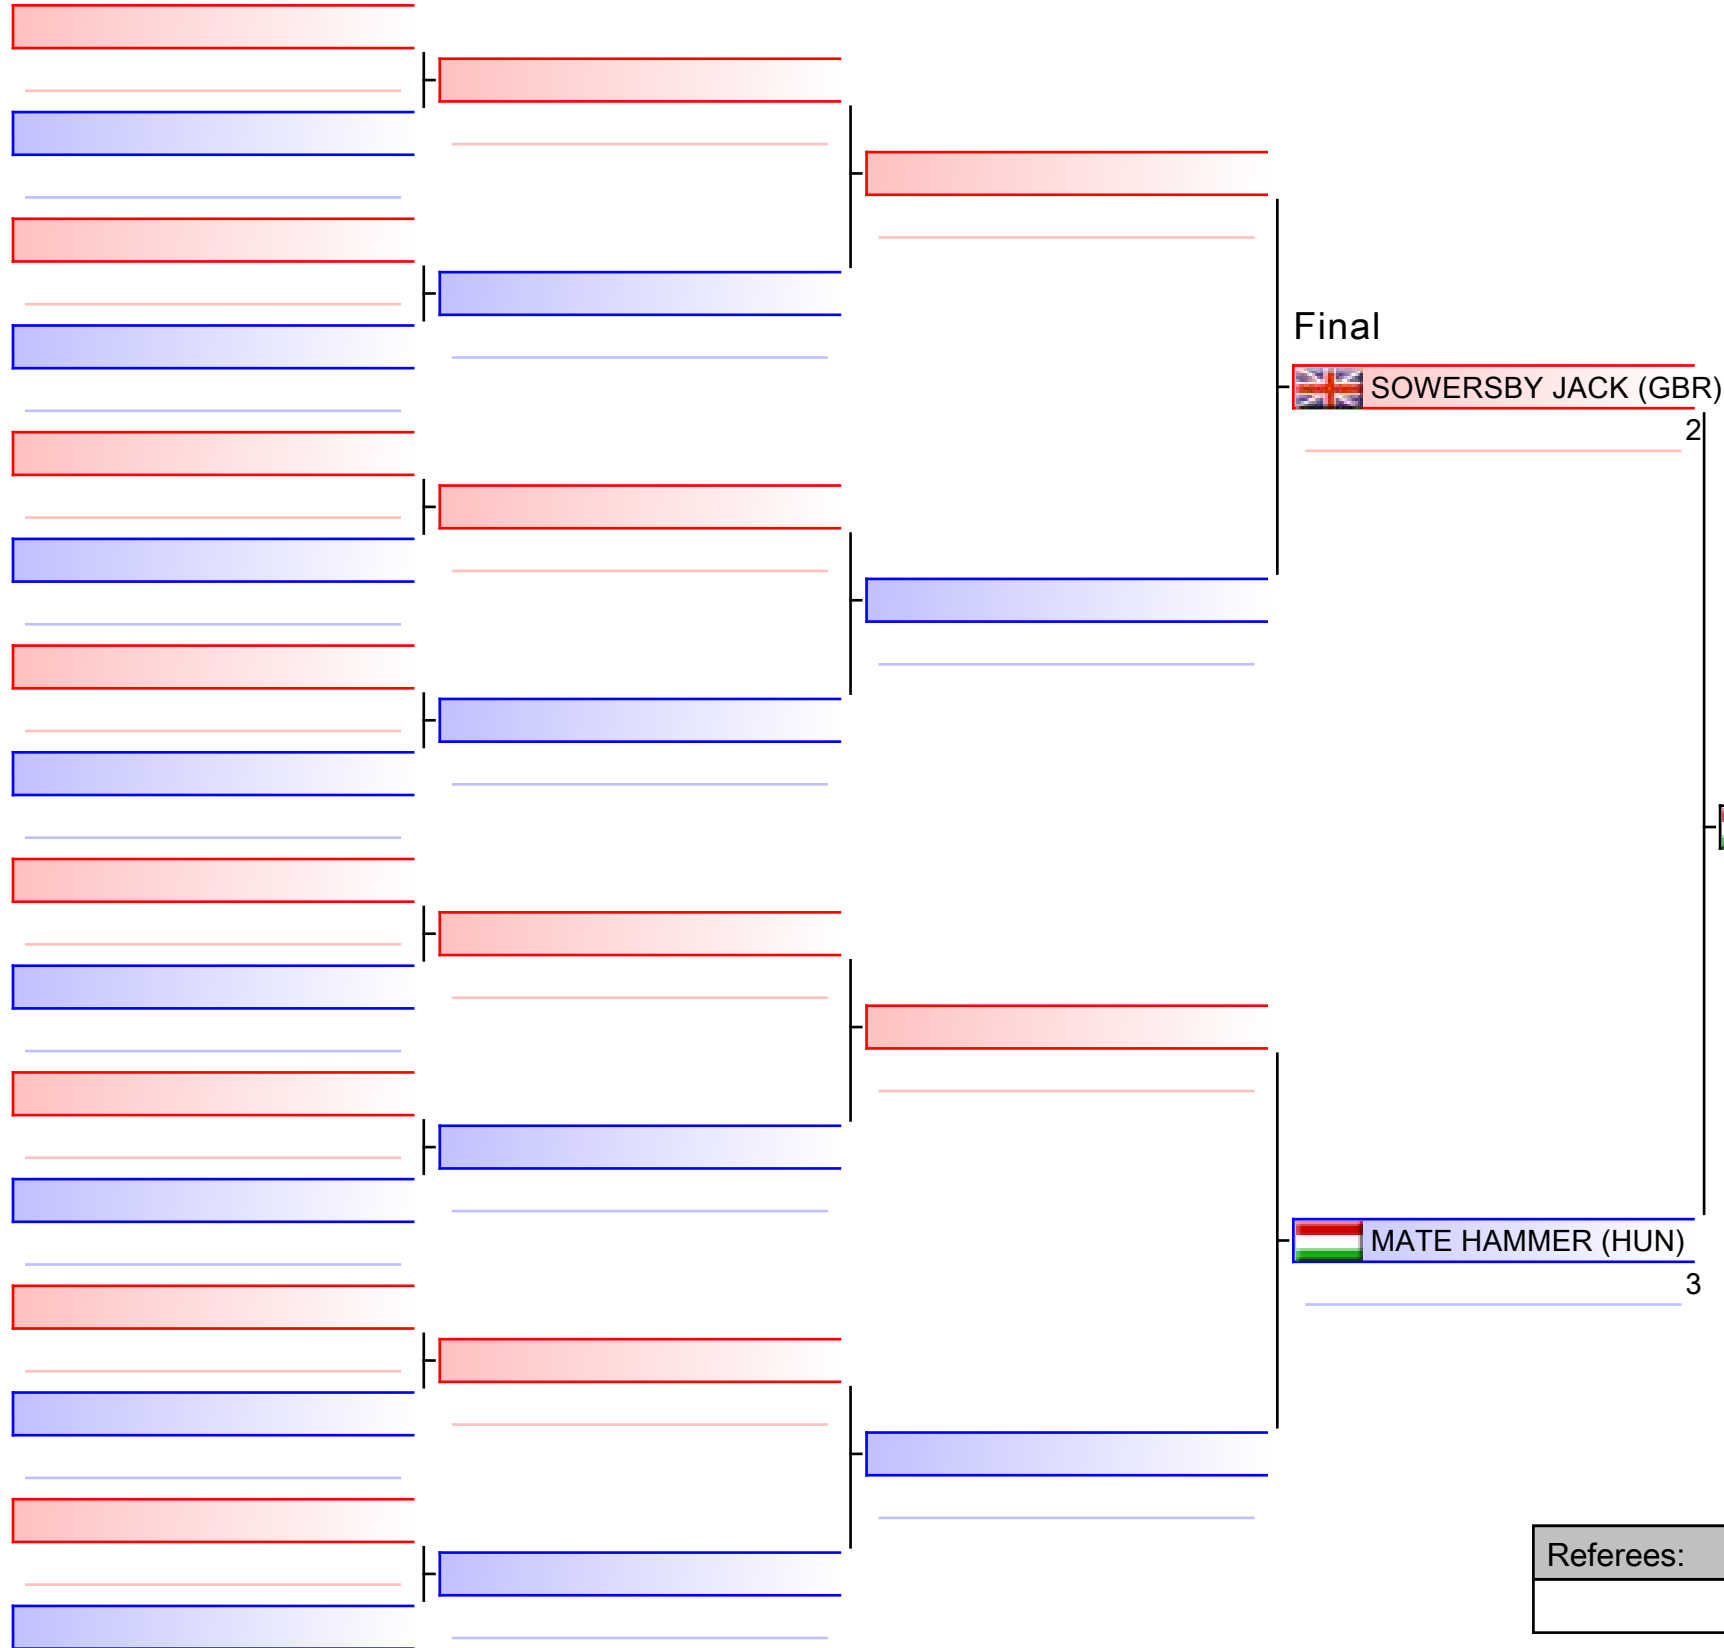 Final
SOWERSBY JACK (GBR)
2
MATE HAMMER (HUN)
3
Referees: